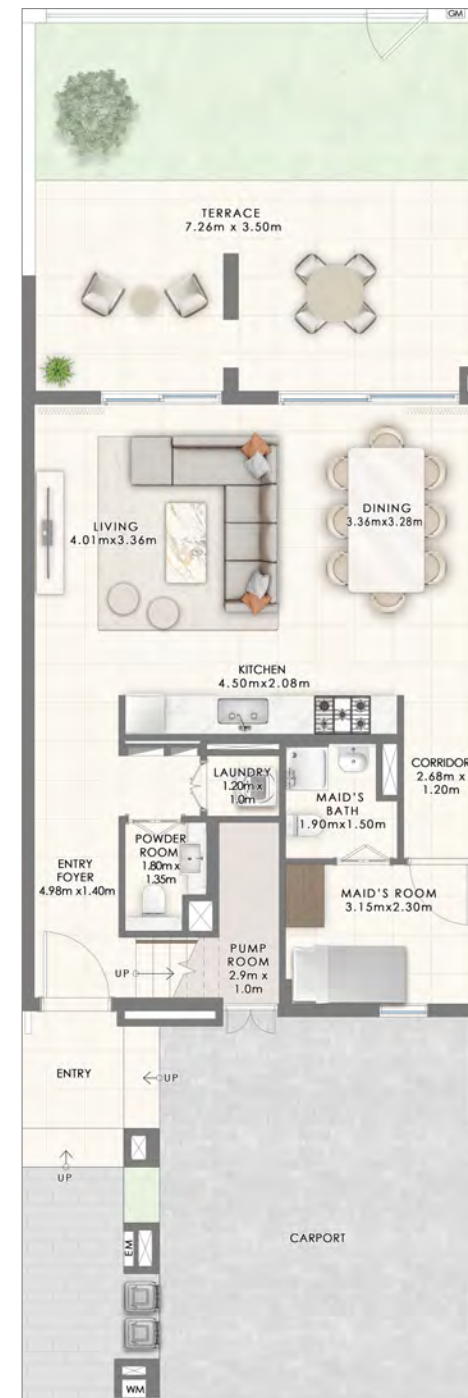 GM
TERRACE
7.26m x 3.50m
LIVING
4.01mx3.36m
DINING
3.36mx3.28m
KITCHEN
4.50mx2.08m
LAUNDRY
1.20m x
1.0m
MAID'S
BATH
1.90mx1.50m
CORRIDOR
2.68m x
1.20m
POWDER
ROOM
1.80m x
1.35m
ENTRY
FOYER
4.98m x1.40m
MAID'S ROOM
3.15mx2.30m
UP
PUMP
ROOM
2.9m x
1.0m
ENTRY
UP
UP
CARPORT
EM
WM